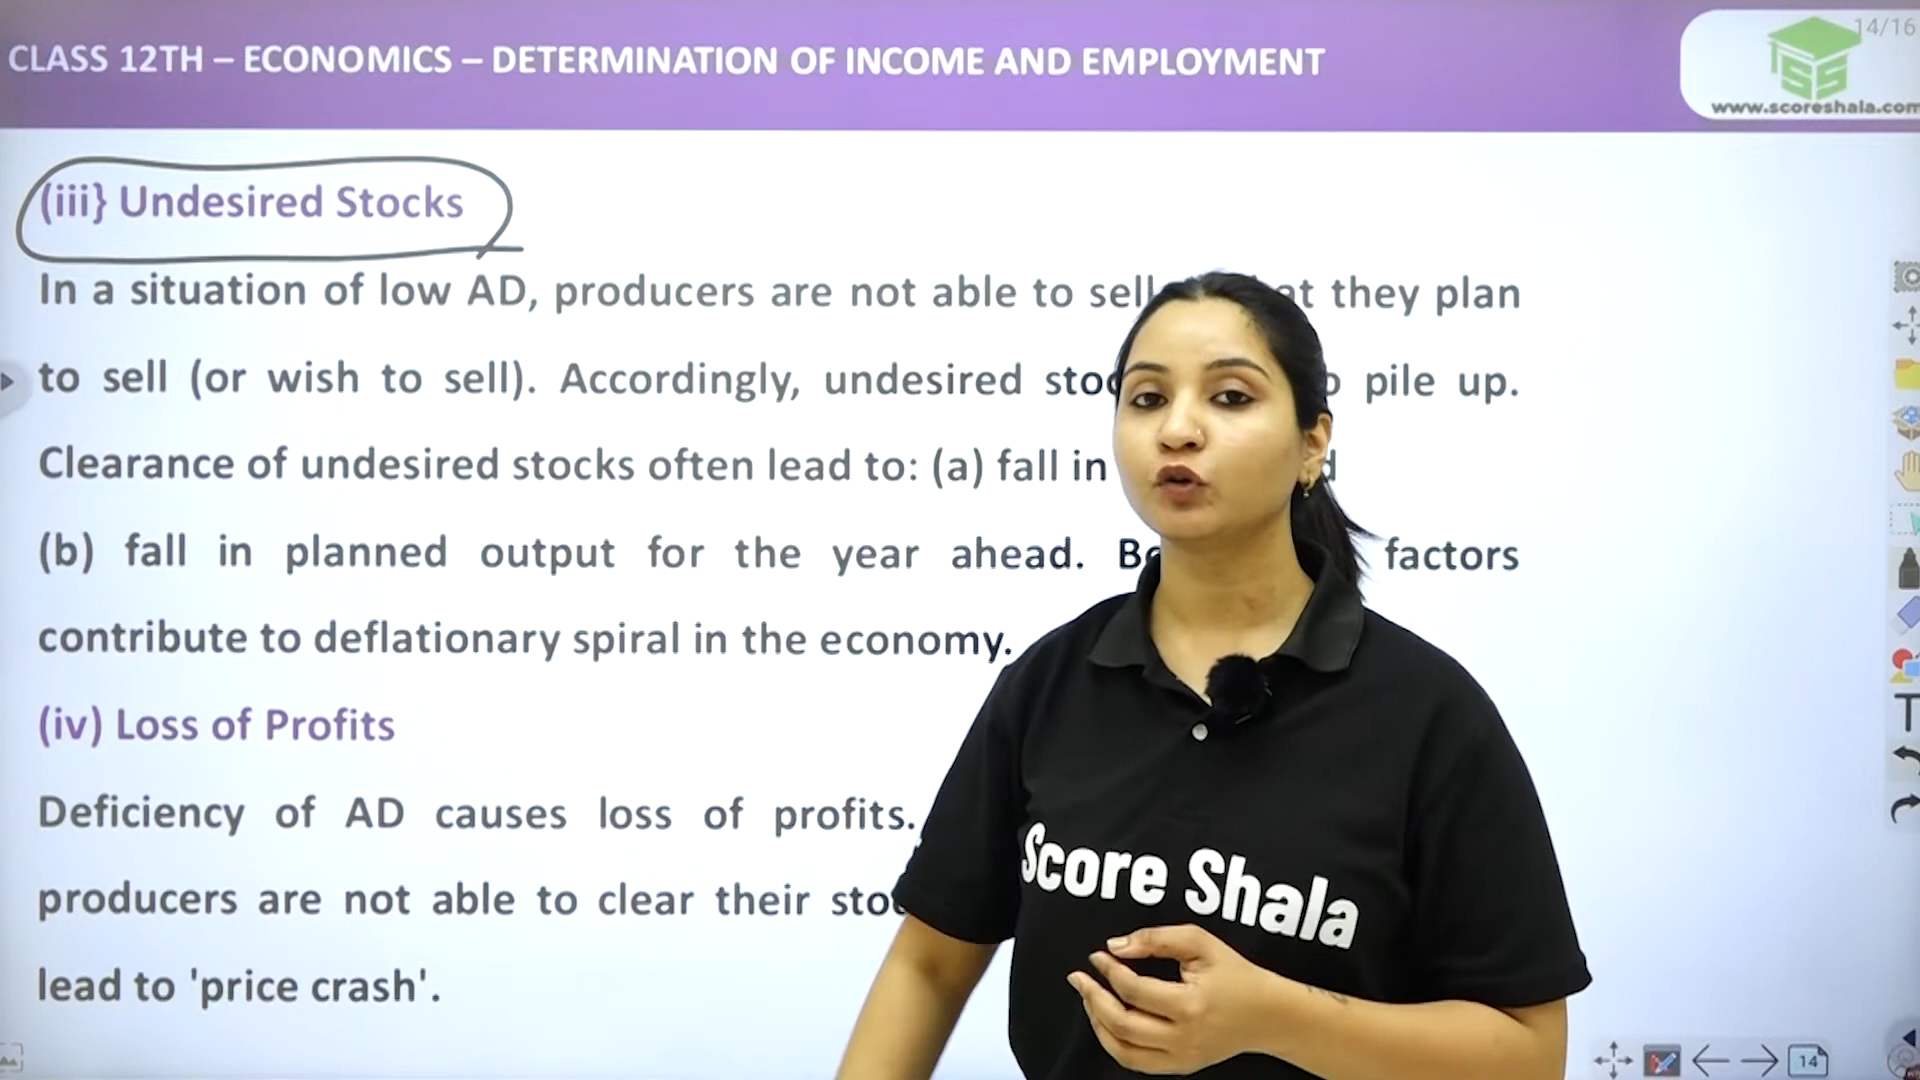 CLASS 12TH – ECONOMICS – DETERMINATION OF INCOME AND EMPLOYMENT
14/16
SS
www.scoreshala.com
(iii} Undesired Stocks
In a situation of low AD, producers are not able to sell they plan
to sell (or wish to sell). Accordingly, undesired pile up.
Clearance of undesired stocks often lead to: (a) fall in
(b) fall in planned output for the year ahead. factors
contribute to deflationary spiral in the economy.
(iv) Loss of Profits
Deficiency of AD causes loss of profits.
producers are not able to clear their
lead to 'price crash'.
Score Shala
T
14